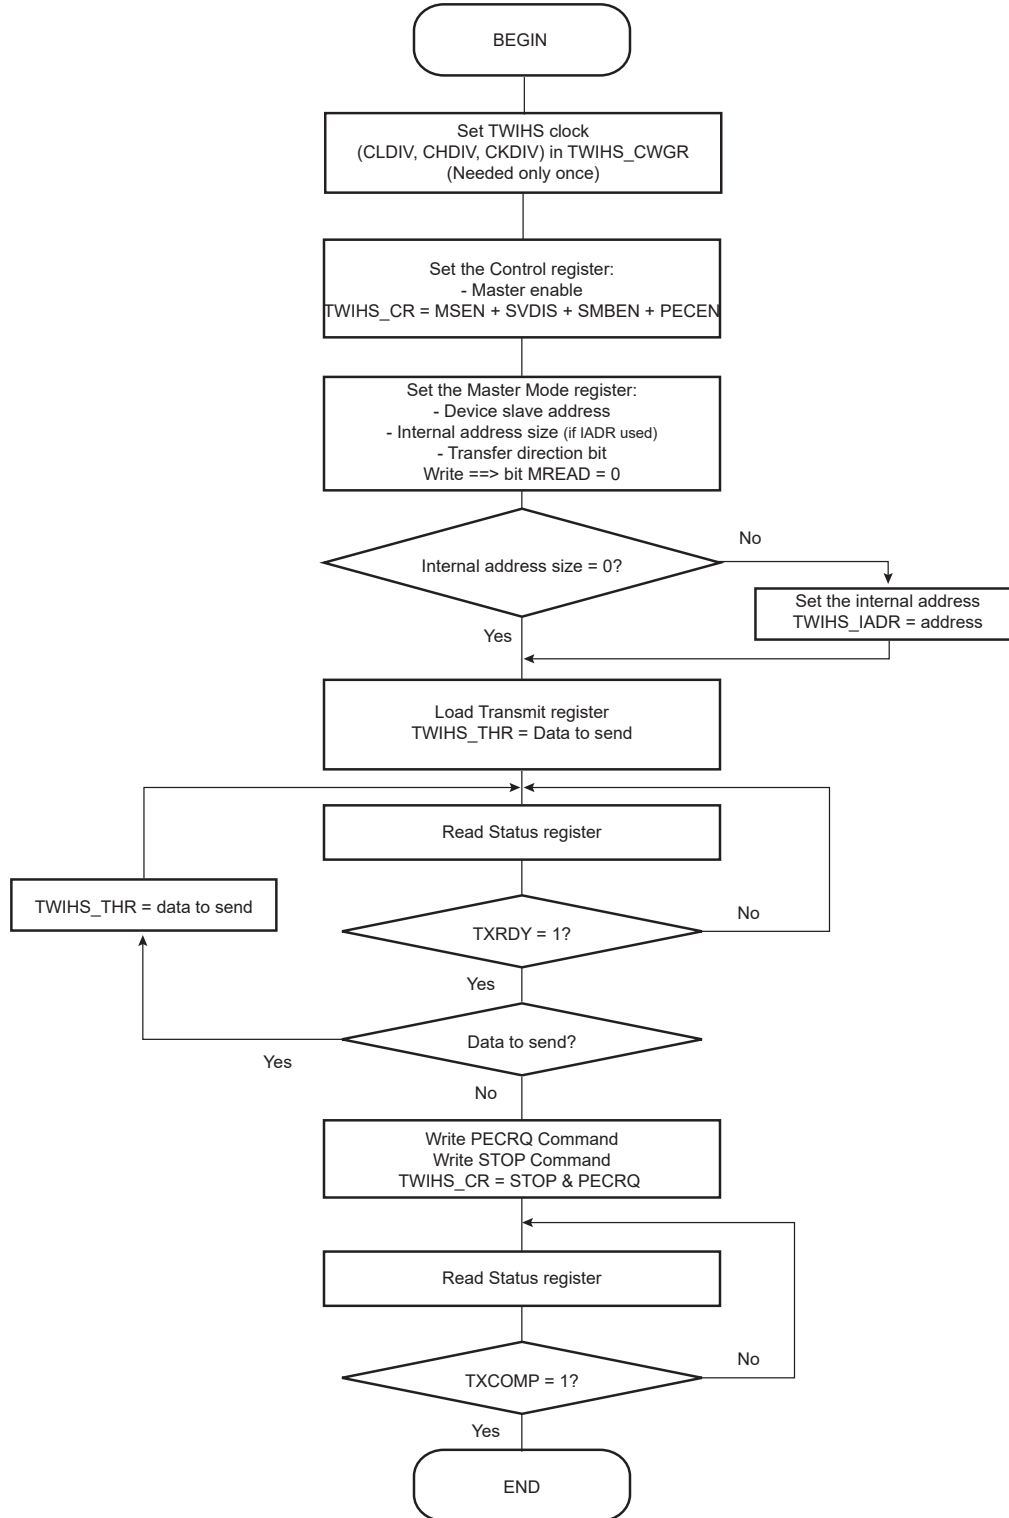 BEGIN
Set TWIHS clock
(CLDIV, CHDIV, CKDIV) in TWIHS_CWGR
(Needed only once)
Set the Control register:
- Master enable
TWIHS_CR = MSEN + SVDIS + SMBEN + PECEN
Set the Master Mode register:
- Device slave address
- Internal address size (if IADR used)
- Transfer direction bit
Write ==> bit MREAD = 0
No
Internal address size = 0?
Set the internal address
TWIHS_IADR = address
Yes
Load Transmit register
TWIHS_THR = Data to send
Read Status register
TWIHS_THR = data to send
No
TXRDY = 1?
Yes
Data to send?
Yes
No
Write PECRQ Command
Write STOP Command
TWIHS_CR = STOP & PECRQ
Read Status register
No
TXCOMP = 1?
Yes
END